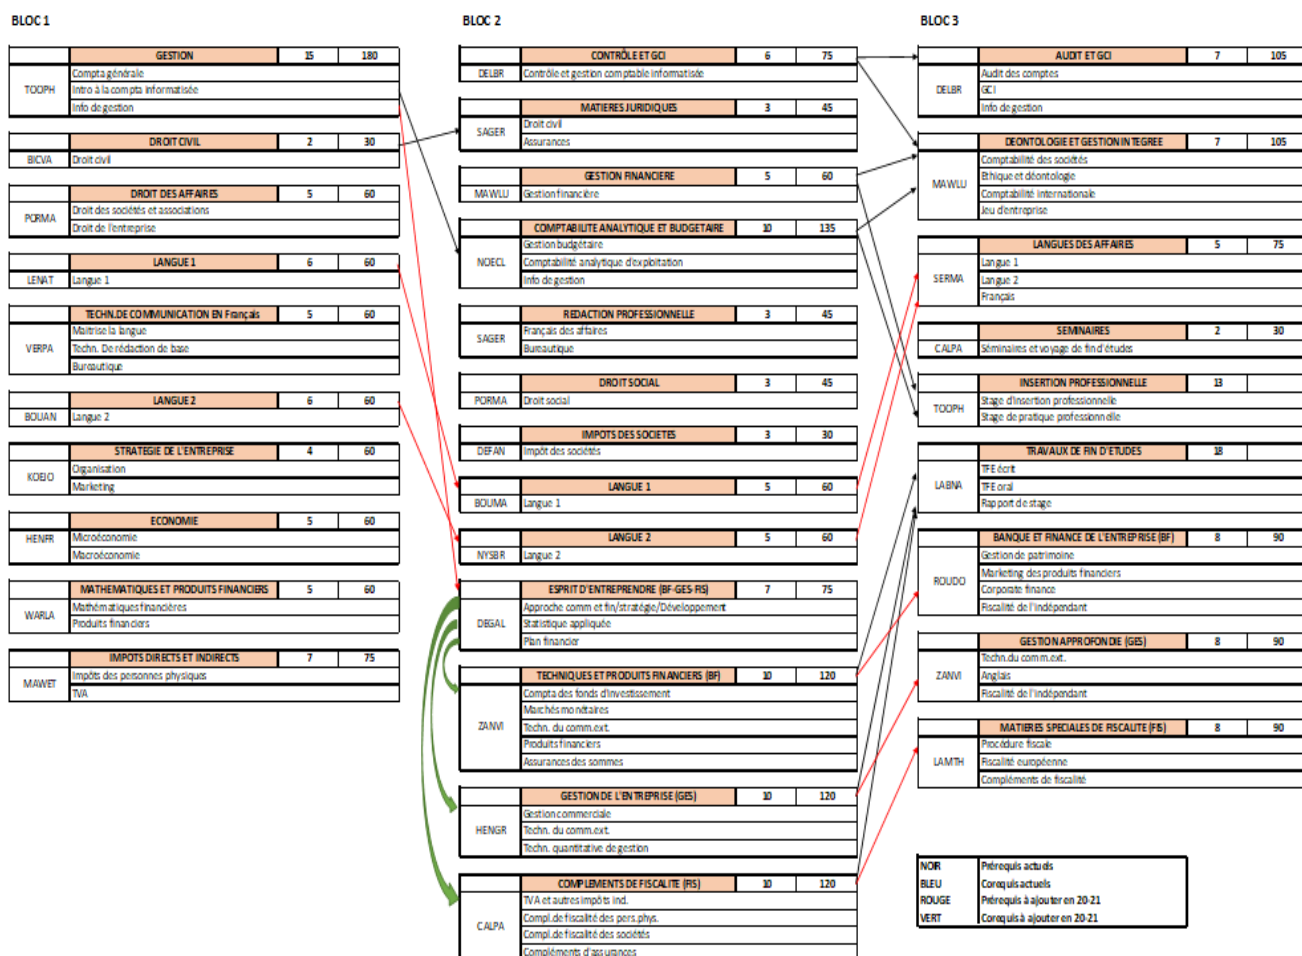 BLOC 1
GESTION 15 180
TOOPH
Compta générale
Intro à la compta informatisée
Info de gestion
DROIT CIVIL 2 30
BICVA Droit civil
DROIT DES AFFAIRES 5 60
PORMA
Droit des sociétés et associations
Droit de l'entreprise
LANGUE 1 6 60
LENAT Langue 1
TECHN.DE COMMUNICATION EN Français 5 60
VERPA
Maitrise la langue
Techn. De rédaction de base
Bureautique
LANGUE 2 6 60
BOUAN Langue 2
STRATEGIE DE L'ENTREPRISE 4 60
KOEJO
Organisation
Marketing
ECONOMIE 5 60
HENFR
Microéconomie
Macroéconomie
MATHEMATIQUES ET PRODUITS FINANCIERS 5 60
WARLA
Mathématiques financières
Produits financiers
IMPOTS DIRECTS ET INDIRECTS 7 75
MAWET
Impôts des personnes physiques
TVA
BLOC 2
CONTRÔLE ET GCI 6 75
DELBR Contrôle et gestion comptable informatisée
MATIERES JURIDIQUES 3 45
SAGER
Droit civil
Assurances
GESTION FINANCIERE 5 60
MAWLU Gestion financière
COMPTABILITE ANALYTIQUE ET BUDGETAIRE 10 135
NOECL
Gestion budgétaire
Comptabilité analytique d'exploitation
Info de gestion
REDACTION PROFESSIONNELLE 3 45
SAGER
Français des affaires
Bureautique
DROIT SOCIAL 3 45
PORMA Droit social
IMPOTS DES SOCIETES 3 30
DEFAN Impôt des sociétés
LANGUE 1 5 60
BOUMA Langue 1
LANGUE 2 5 60
NYSBR Langue 2
ESPRIT D'ENTREPRENDRE (BF-GES-FIS) 7 75
DEGAL
Approche comm et fin/stratégie/Développement
Statistique appliquée
Plan financier
TECHNIQUES ET PRODUITS FINANCIERS (BF) 10 120
ZANVI
Compta des fonds d'investissement
Marchés monétaires
Techn. du comm.ext.
Produits financiers
Assurances des sommes
GESTION DE L'ENTREPRISE (GES) 10 120
HENGR
Gestion commerciale
Techn. du comm.ext.
Techn. quantitative de gestion
COMPLEMENTS DE FISCALITE (FIS) 10 120
CALPA
TVA et autres impôts ind.
Compl.de fiscalité des pers.phys.
Compl.de fiscalité des sociétés
Compléments d'assurances
BLOC 3
AUDIT ET GCI 7 105
DELBR
Audit des comptes
GCI
Info de gestion
DEONTOLOGIE ET GESTION INTEGREE 7 105
MAWLU
Comptabilité des sociétés
Ethique et déontologie
Comptabilité internationale
Jeu d'entreprise
LANGUES DES AFFAIRES 5 75
SERMA
Langue 1
Langue 2
Français
SEMINAIRES 2 30
CALPA Séminaires et voyage de fin d'études
INSERTION PROFESSIONNELLE 13
TOOPH
Stage d'insertion professionnelle
Stage de pratique professionnelle
TRAVAUX DE FIN D'ETUDES 18
LABNA
TFE écrit
TFE oral
Rapport de stage
BANQUE ET FINANCE DE L'ENTREPRISE (BF) 8 90
ROUDO
Gestion de patrimoine
Marketing des produits financiers
Corporate finance
Fiscalité de l'indépendant
GESTION APPROFONDIE (GES) 8 90
ZANVI
Techn.du comm.ext.
Anglais
Fiscalité de l'indépendant
MATIERES SPECIALES DE FISCALITE (FIS) 8 90
LAMTH
Procédure fiscale
Fiscalité européenne
Compléments de fiscalité
NOIR Prérequis actuels
BLEU Corequis actuels
ROUGE Prérequis à ajouter en 20-21
VERT Corequis à ajouter en 20-21